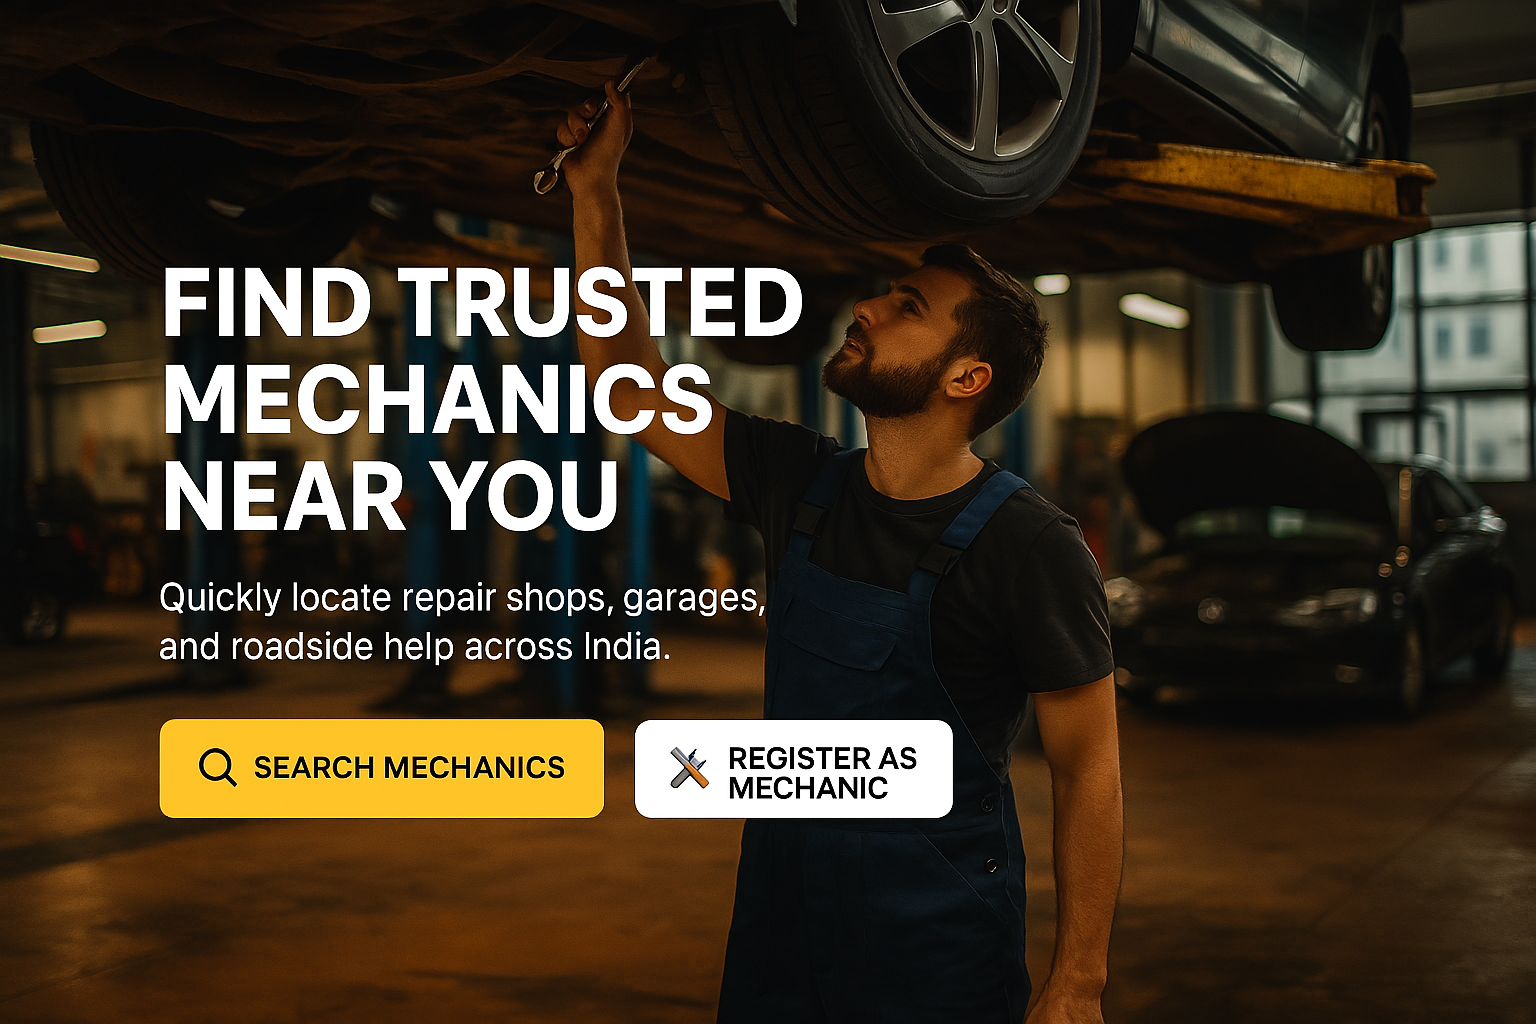 FIND TRUSTED
MECHANICS
NEAR YOU
Quickly locate repair shops, garages,
and roadside help across India.
SEARCH MECHANICS
REGISTER AS
MECHANIC